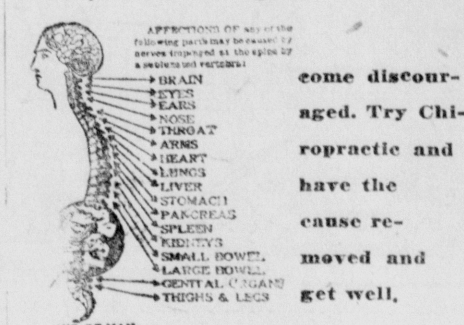 AFFECTIONS OF any of the
following parts may be caused by
nerves impinged at the spine by
a subluxated vertebra:
BRAIN
EYES
EARS
NOSE
THROAT
ARMS
HEART
LUNGS
LIVER
STOMACH
PANCREAS
SPLEEN
KIDNEYS
SMALL BOWEL
LARGE BOWEL
GENITAL ORGANS
THIGHS & LEGS
come discour-
aged. Try Chi-
ropractic and
have the
cause re-
moved and
get well.